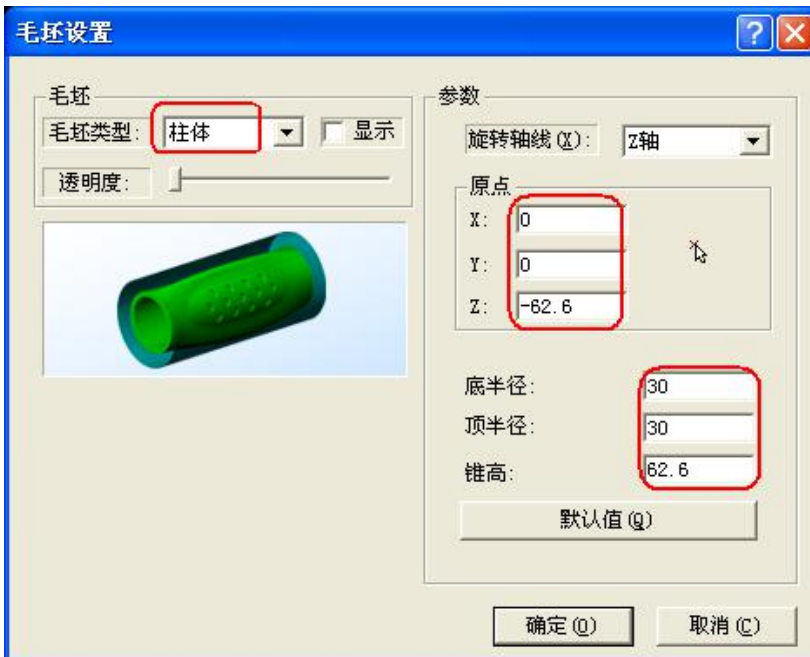 毛坯设置
毛坯
毛坯类型: 柱体 显示
透明度:
参数
旋转轴线(X): Z轴
原点
X: 0
Y: 0
Z: -62.6
底半径: 30
顶半径: 30
锥高: 62.6
默认值(Q)
确定(O) 取消(C)